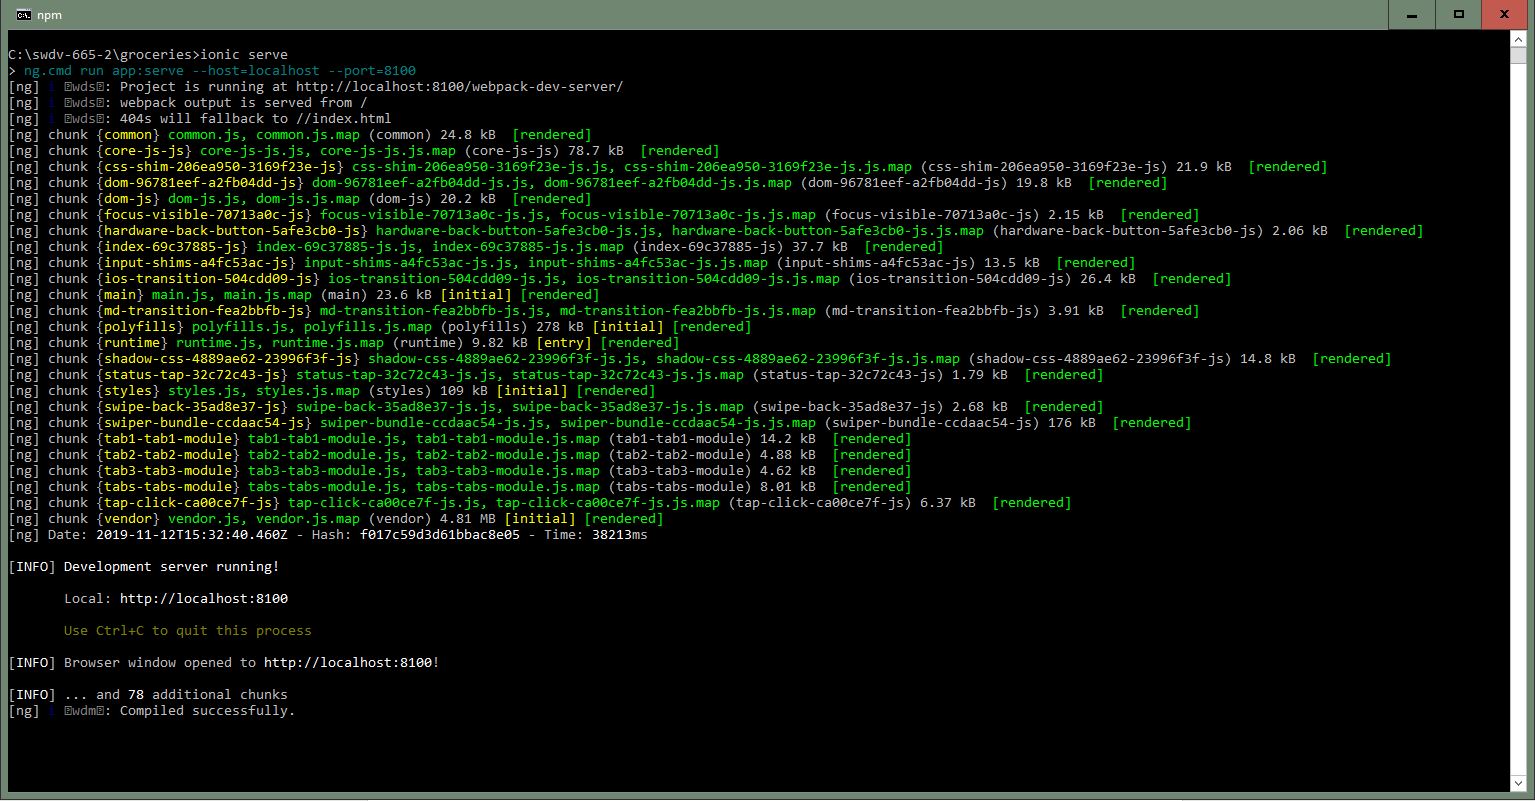 npm
C:\swdv-665-2\groceries>ionic serve
> ng.cmd run app:serve --host=localhost --port=8100
[ng] i ｢wds｣: Project is running at http://localhost:8100/webpack-dev-server/
[ng] i ｢wds｣: webpack output is served from /
[ng] i ｢wds｣: 404s will fallback to //index.html
[ng] chunk {common} common.js, common.js.map (common) 24.8 kB  [rendered]
[ng] chunk {core-js-js} core-js-js.js, core-js-js.js.map (core-js-js) 78.7 kB  [rendered]
[ng] chunk {css-shim-206ea950-3169f23e-js} css-shim-206ea950-3169f23e-js.js, css-shim-206ea950-3169f23e-js.js.map (css-shim-206ea950-3169f23e-js) 21.9 kB  [rendered]
[ng] chunk {dom-96781eef-a2fb04dd-js} dom-96781eef-a2fb04dd-js.js, dom-96781eef-a2fb04dd-js.js.map (dom-96781eef-a2fb04dd-js) 19.8 kB  [rendered]
[ng] chunk {dom-js} dom-js.js, dom-js.js.map (dom-js) 20.2 kB  [rendered]
[ng] chunk {focus-visible-70713a0c-js} focus-visible-70713a0c-js.js, focus-visible-70713a0c-js.js.map (focus-visible-70713a0c-js) 2.15 kB  [rendered]
[ng] chunk {hardware-back-button-5afe3cb0-js} hardware-back-button-5afe3cb0-js.js, hardware-back-button-5afe3cb0-js.js.map (hardware-back-button-5afe3cb0-js) 2.06 kB  [rendered]
[ng] chunk {index-69c37885-js} index-69c37885-js.js, index-69c37885-js.js.map (index-69c37885-js) 37.7 kB  [rendered]
[ng] chunk {input-shims-a4fc53ac-js} input-shims-a4fc53ac-js.js, input-shims-a4fc53ac-js.js.map (input-shims-a4fc53ac-js) 13.5 kB  [rendered]
[ng] chunk {ios-transition-504cdd09-js} ios-transition-504cdd09-js.js, ios-transition-504cdd09-js.js.map (ios-transition-504cdd09-js) 26.4 kB  [rendered]
[ng] chunk {main} main.js, main.js.map (main) 23.6 kB [initial] [rendered]
[ng] chunk {md-transition-fea2bbfb-js} md-transition-fea2bbfb-js.js, md-transition-fea2bbfb-js.js.map (md-transition-fea2bbfb-js) 3.91 kB  [rendered]
[ng] chunk {polyfills} polyfills.js, polyfills.js.map (polyfills) 278 kB [initial] [rendered]
[ng] chunk {runtime} runtime.js, runtime.js.map (runtime) 9.82 kB [entry] [rendered]
[ng] chunk {shadow-css-4889ae62-23996f3f-js} shadow-css-4889ae62-23996f3f-js.js, shadow-css-4889ae62-23996f3f-js.js.map (shadow-css-4889ae62-23996f3f-js) 14.8 kB  [rendered]
[ng] chunk {status-tap-32c72c43-js} status-tap-32c72c43-js.js, status-tap-32c72c43-js.js.map (status-tap-32c72c43-js) 1.79 kB  [rendered]
[ng] chunk {styles} styles.js, styles.js.map (styles) 109 kB [initial] [rendered]
[ng] chunk {swipe-back-35ad8e37-js} swipe-back-35ad8e37-js.js, swipe-back-35ad8e37-js.js.map (swipe-back-35ad8e37-js) 2.68 kB  [rendered]
[ng] chunk {swiper-bundle-ccdaac54-js} swiper-bundle-ccdaac54-js.js, swiper-bundle-ccdaac54-js.js.map (swiper-bundle-ccdaac54-js) 176 kB  [rendered]
[ng] chunk {tab1-tab1-module} tab1-tab1-module.js, tab1-tab1-module.js.map (tab1-tab1-module) 14.2 kB  [rendered]
[ng] chunk {tab2-tab2-module} tab2-tab2-module.js, tab2-tab2-module.js.map (tab2-tab2-module) 4.88 kB  [rendered]
[ng] chunk {tab3-tab3-module} tab3-tab3-module.js, tab3-tab3-module.js.map (tab3-tab3-module) 4.62 kB  [rendered]
[ng] chunk {tabs-tabs-module} tabs-tabs-module.js, tabs-tabs-module.js.map (tabs-tabs-module) 8.01 kB  [rendered]
[ng] chunk {tap-click-ca00ce7f-js} tap-click-ca00ce7f-js.js, tap-click-ca00ce7f-js.js.map (tap-click-ca00ce7f-js) 6.37 kB  [rendered]
[ng] chunk {vendor} vendor.js, vendor.js.map (vendor) 4.81 MB [initial] [rendered]
[ng] Date: 2019-11-12T15:32:40.460Z - Hash: f017c59d3d61bbac8e05 - Time: 38213ms
[INFO] Development server running!
Local: http://localhost:8100
Use Ctrl+C to quit this process
[INFO] Browser window opened to http://localhost:8100!
[INFO] ... and 78 additional chunks
[ng] i ｢wdm｣: Compiled successfully.